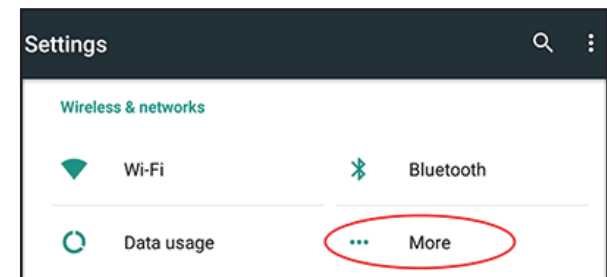 Settings
Wireless & networks
Wi-Fi Bluetooth
Data usage More